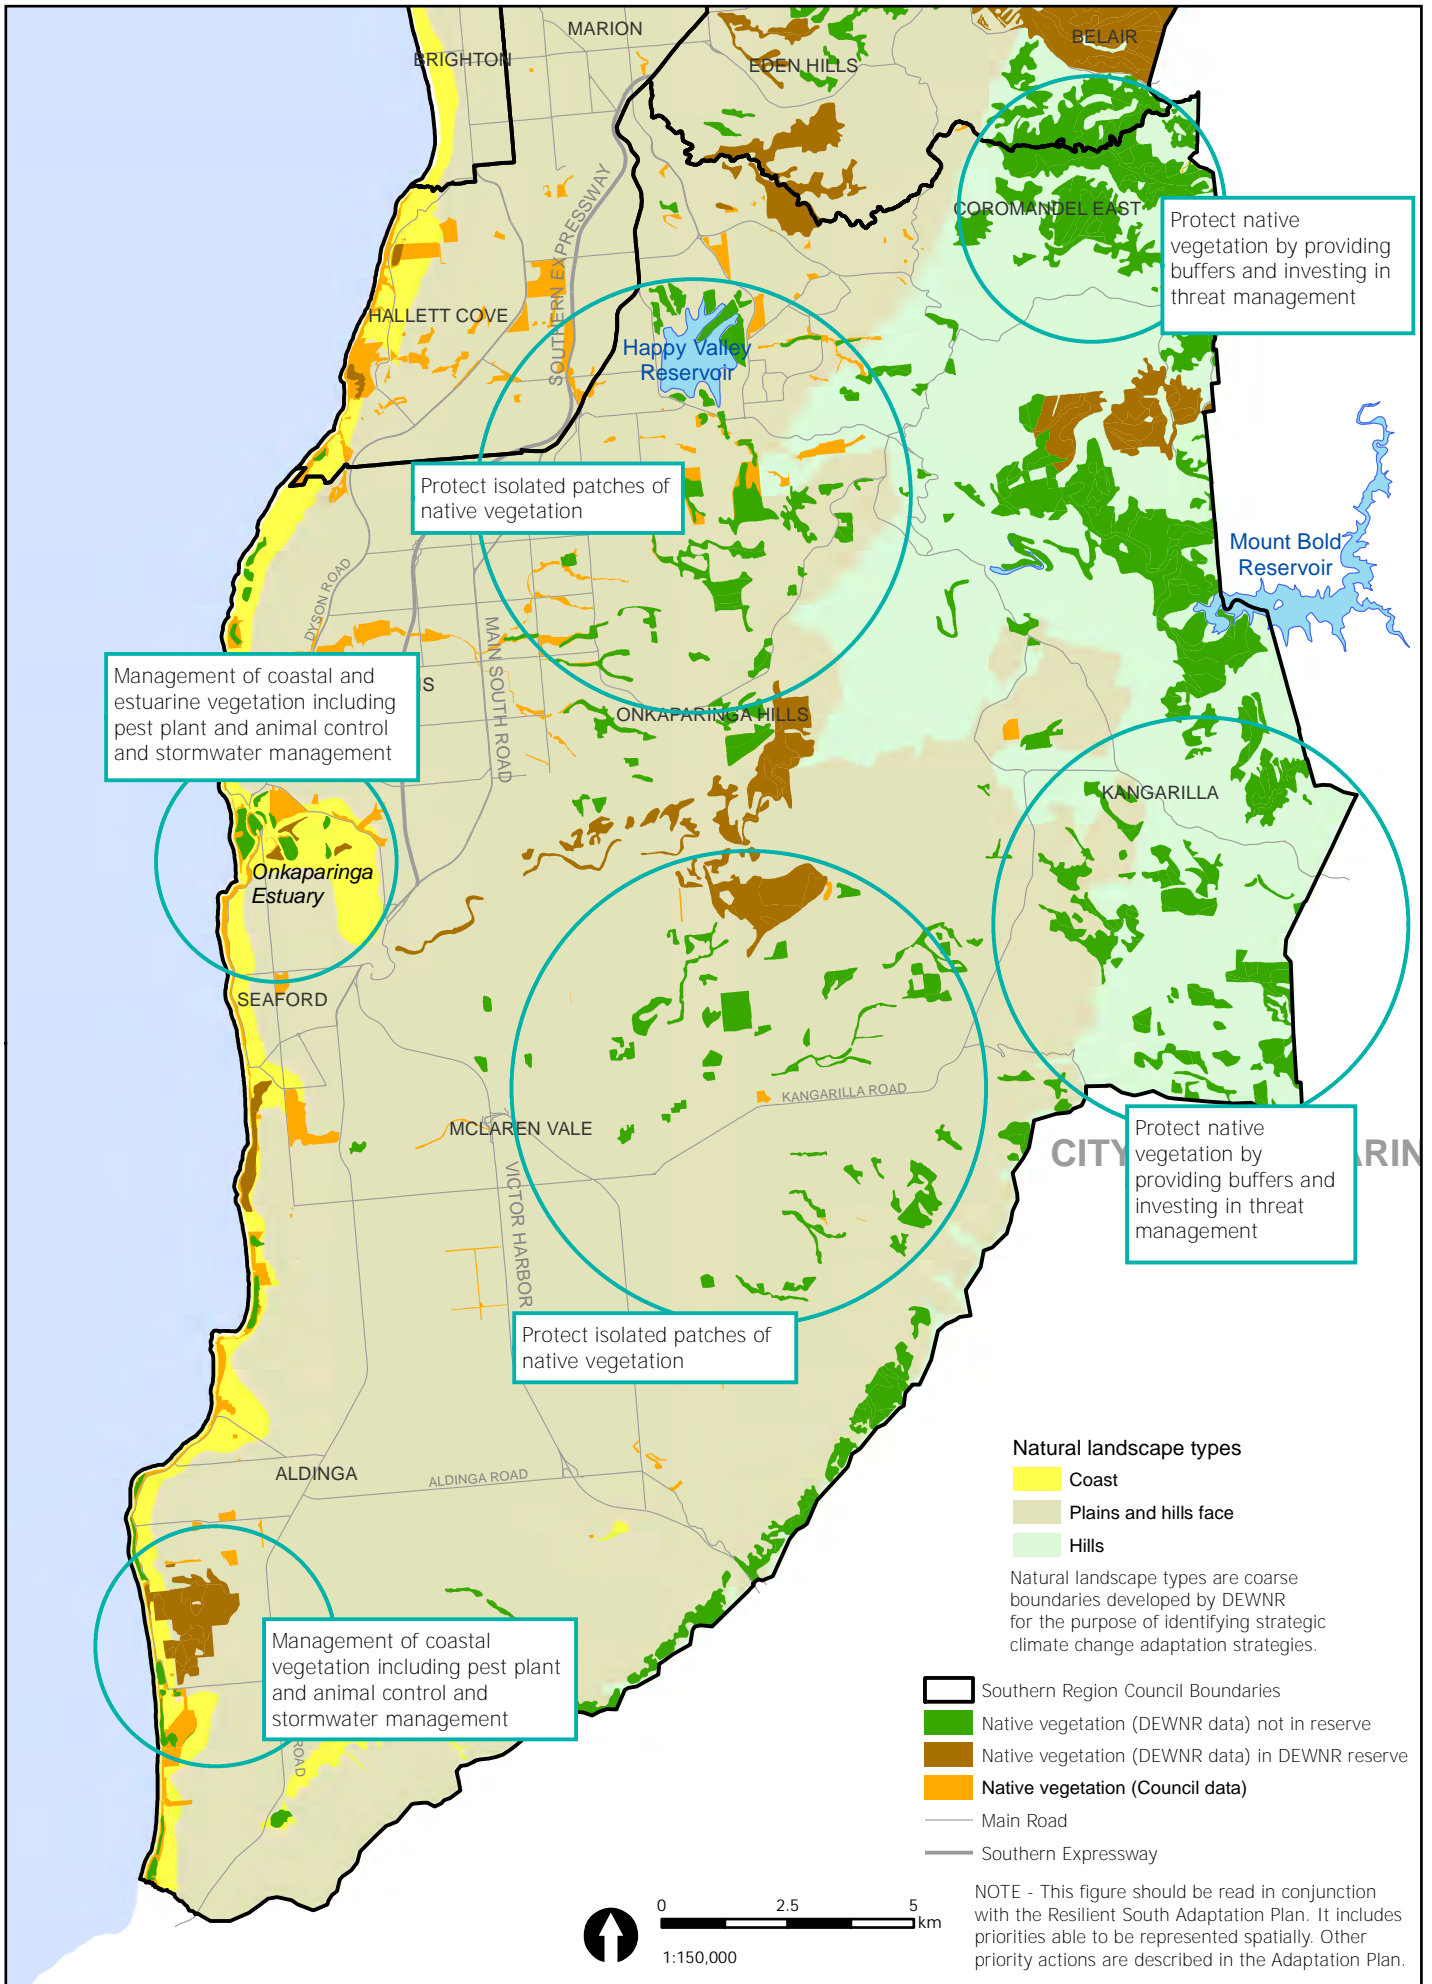 MARION
BRIGHTON
BELAIR
EDEN HILLS
SOUTHERN EXPRESSWAY
COROMANDEL EAST
Protect native
vegetation by providing
buffers and investing in
threat management
HALLETT COVE
Happy Valley
Reservoir
Protect isolated patches of
native vegetation
Mount Bold
Reservoir
DYSON ROAD
MAIN SOUTH ROAD
Management of coastal and
estuarine vegetation including
pest plant and animal control
and stormwater management
NS
ONKAPARINGA HILLS
KANGARILLA
Onkaparinga
Estuary
SEAFORD
KANGARILLA ROAD
MCLAREN VALE
VICTOR HARBOR
CITY
ARIN
Protect native
vegetation by
providing buffers and
investing in threat
management
Protect isolated patches of
native vegetation
ALDINGA
ALDINGA ROAD
Management of coastal
vegetation including pest plant
and animal control and
stormwater management
ROAD
Natural landscape types
Coast
Plains and hills face
Hills
Natural landscape types are coarse
boundaries developed by DEWNR
for the purpose of identifying strategic
climate change adaptation strategies.
Southern Region Council Boundaries
Native vegetation (DEWNR data) not in reserve
Native vegetation (DEWNR data) in DEWNR reserve
Native vegetation (Council data)
Main Road
Southern Expressway
NOTE - This figure should be read in conjunction
with the Resilient South Adaptation Plan. It includes
priorities able to be represented spatially. Other
priority actions are described in the Adaptation Plan.
0 2.5 5
km
1:150,000